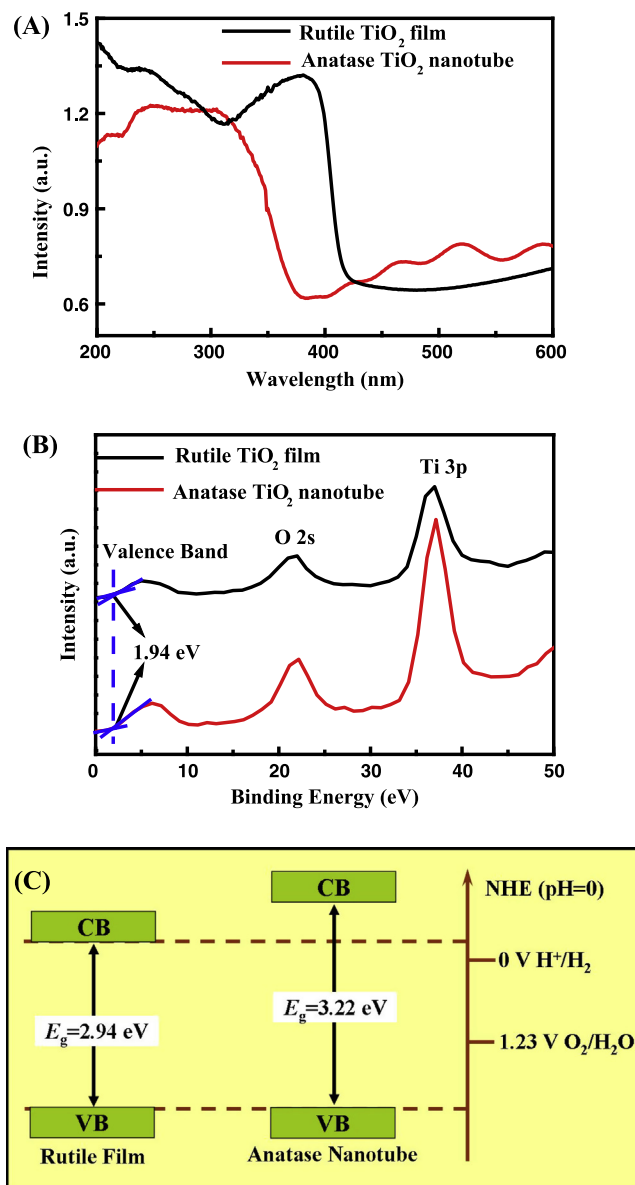 (A)
Rutile TiO₂ film
Anatase TiO₂ nanotube
Intensity (a.u.)
1.5
1.2
0.9
0.6
200 300 400 500 600
Wavelength (nm)
(B)
Rutile TiO₂ film
Anatase TiO₂ nanotube
Ti 3p
O 2s
Valence Band
1.94 eV
Intensity (a.u.)
0 10 20 30 40 50
Binding Energy (eV)
(C)
CB
CB
NHE (pH=0)
0 V H⁺/H₂
Eg=2.94 eV
Eg=3.22 eV
1.23 V O₂/H₂O
VB
VB
Rutile Film
Anatase Nanotube